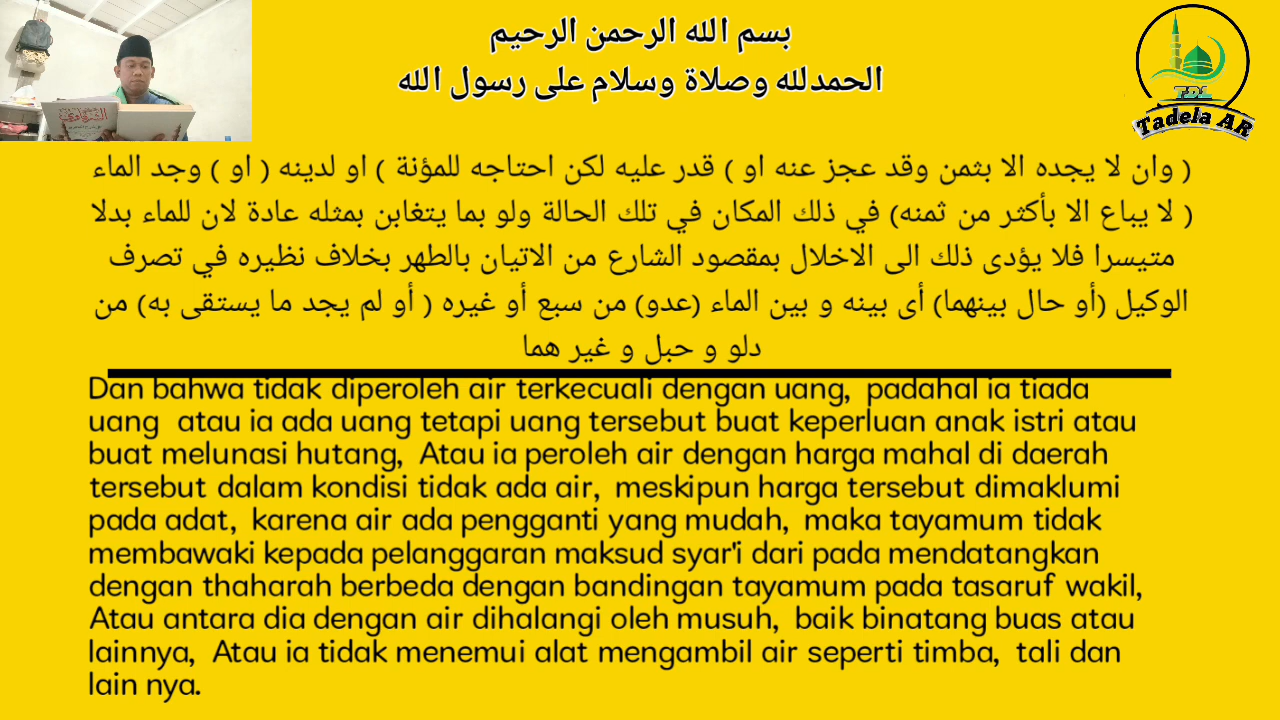 بسم الله الرحمن الرحيم
الحمدلله وصلاة وسلام على رسول الله
TDL
Tadela AR
( وان لا يجده الا بثمن وقد عجز عنه او ) قدر عليه لكن احتاجه للمؤنة ( او لدينه ( او ) وجد الماء
( لا يباع الا بأكثر من ثمنه) في ذلك المكان في تلك الحالة ولو بما يتغابن بمثله عادة لان للماء بدلا
متيسرا فلا يؤدى ذلك الى الاخلال بمقصود الشارع من الاتيان بالطهر بخلاف نظيره في تصرف
الوكيل (أو حال بينهما) أى بينه و بين الماء (عدو) من سبع أو غيره ( أو لم يجد ما يستقى به) من
دلو و حبل و غير هما
Dan bahwa tidak diperoleh air terkecuali dengan uang, padahal ia tiada
uang atau ia ada uang tetapi uang tersebut buat keperluan anak istri atau
buat melunasi hutang, Atau ia peroleh air dengan harga mahal di daerah
tersebut dalam kondisi tidak ada air, meskipun harga tersebut dimaklumi
pada adat, karena air ada pengganti yang mudah, maka tayamum tidak
membawaki kepada pelanggaran maksud syar'i dari pada mendatangkan
dengan thaharah berbeda dengan bandingan tayamum pada tasaruf wakil,
Atau antara dia dengan air dihalangi oleh musuh, baik binatang buas atau
lainnya, Atau ia tidak menemui alat mengambil air seperti timba, tali dan
lain nya.